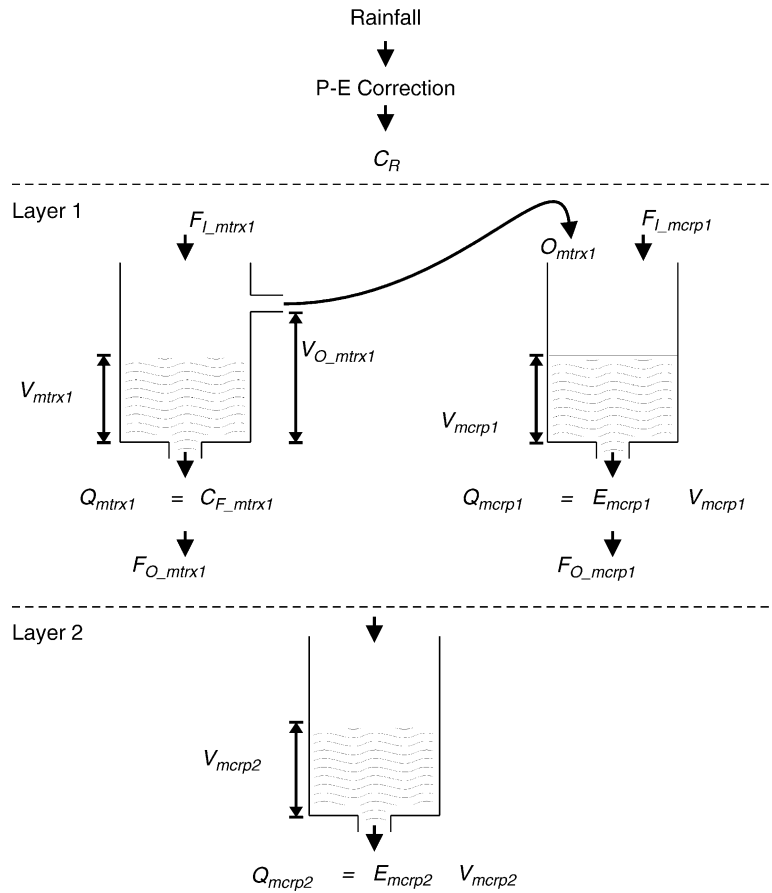 Rainfall
P-E Correction
C_R
Layer 1
F_I_mtrx1
F_I_mcrp1
O_mtrx1
V_O_mtrx1
V_mtrx1
V_mcrp1
Q_mtrx1 = C_F_mtrx1
Q_mcrp1 = E_mcrp1 V_mcrp1
F_O_mtrx1
F_O_mcrp1
Layer 2
V_mcrp2
Q_mcrp2 = E_mcrp2 V_mcrp2